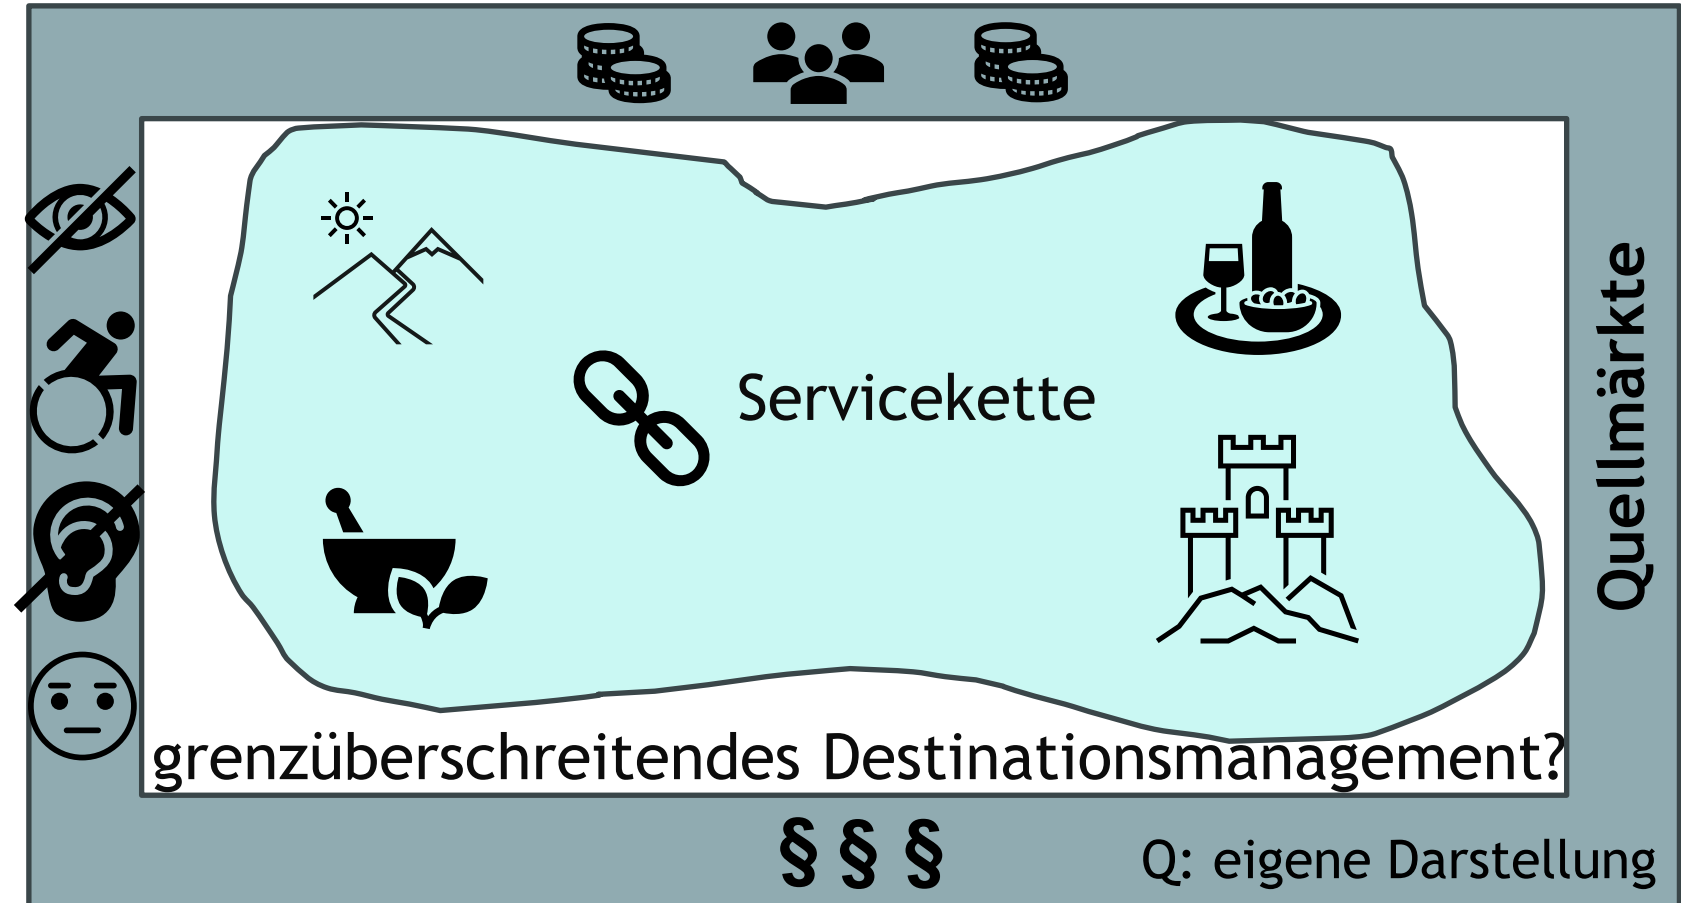 Servicekette
Quellmärkte
grenzüberschreitendes Destinationsmanagement?
§ § §
Q: eigene Darstellung